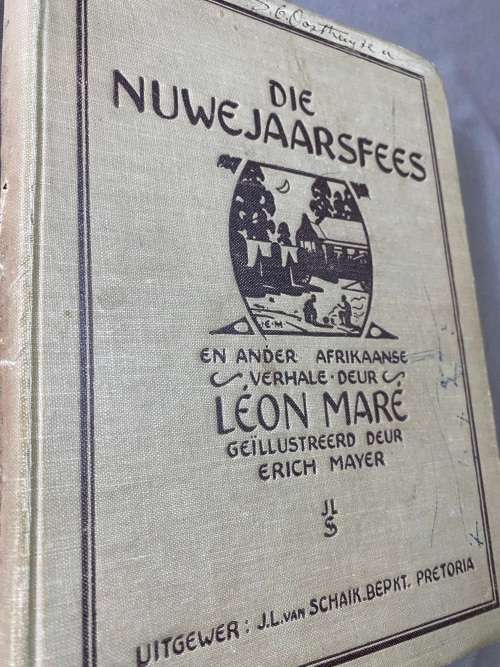 S. C. Oosthuyse
DIE
NUWEJAARSFEES
E·M
EN ANDER AFRIKAANSE
VERHALE · DEUR
LÉON MARÉ
GEÏLLUSTREERD DEUR
ERICH MAYER
JL
S
UITGEWER: J.L. VAN SCHAIK. BEPKT. PRETORIA